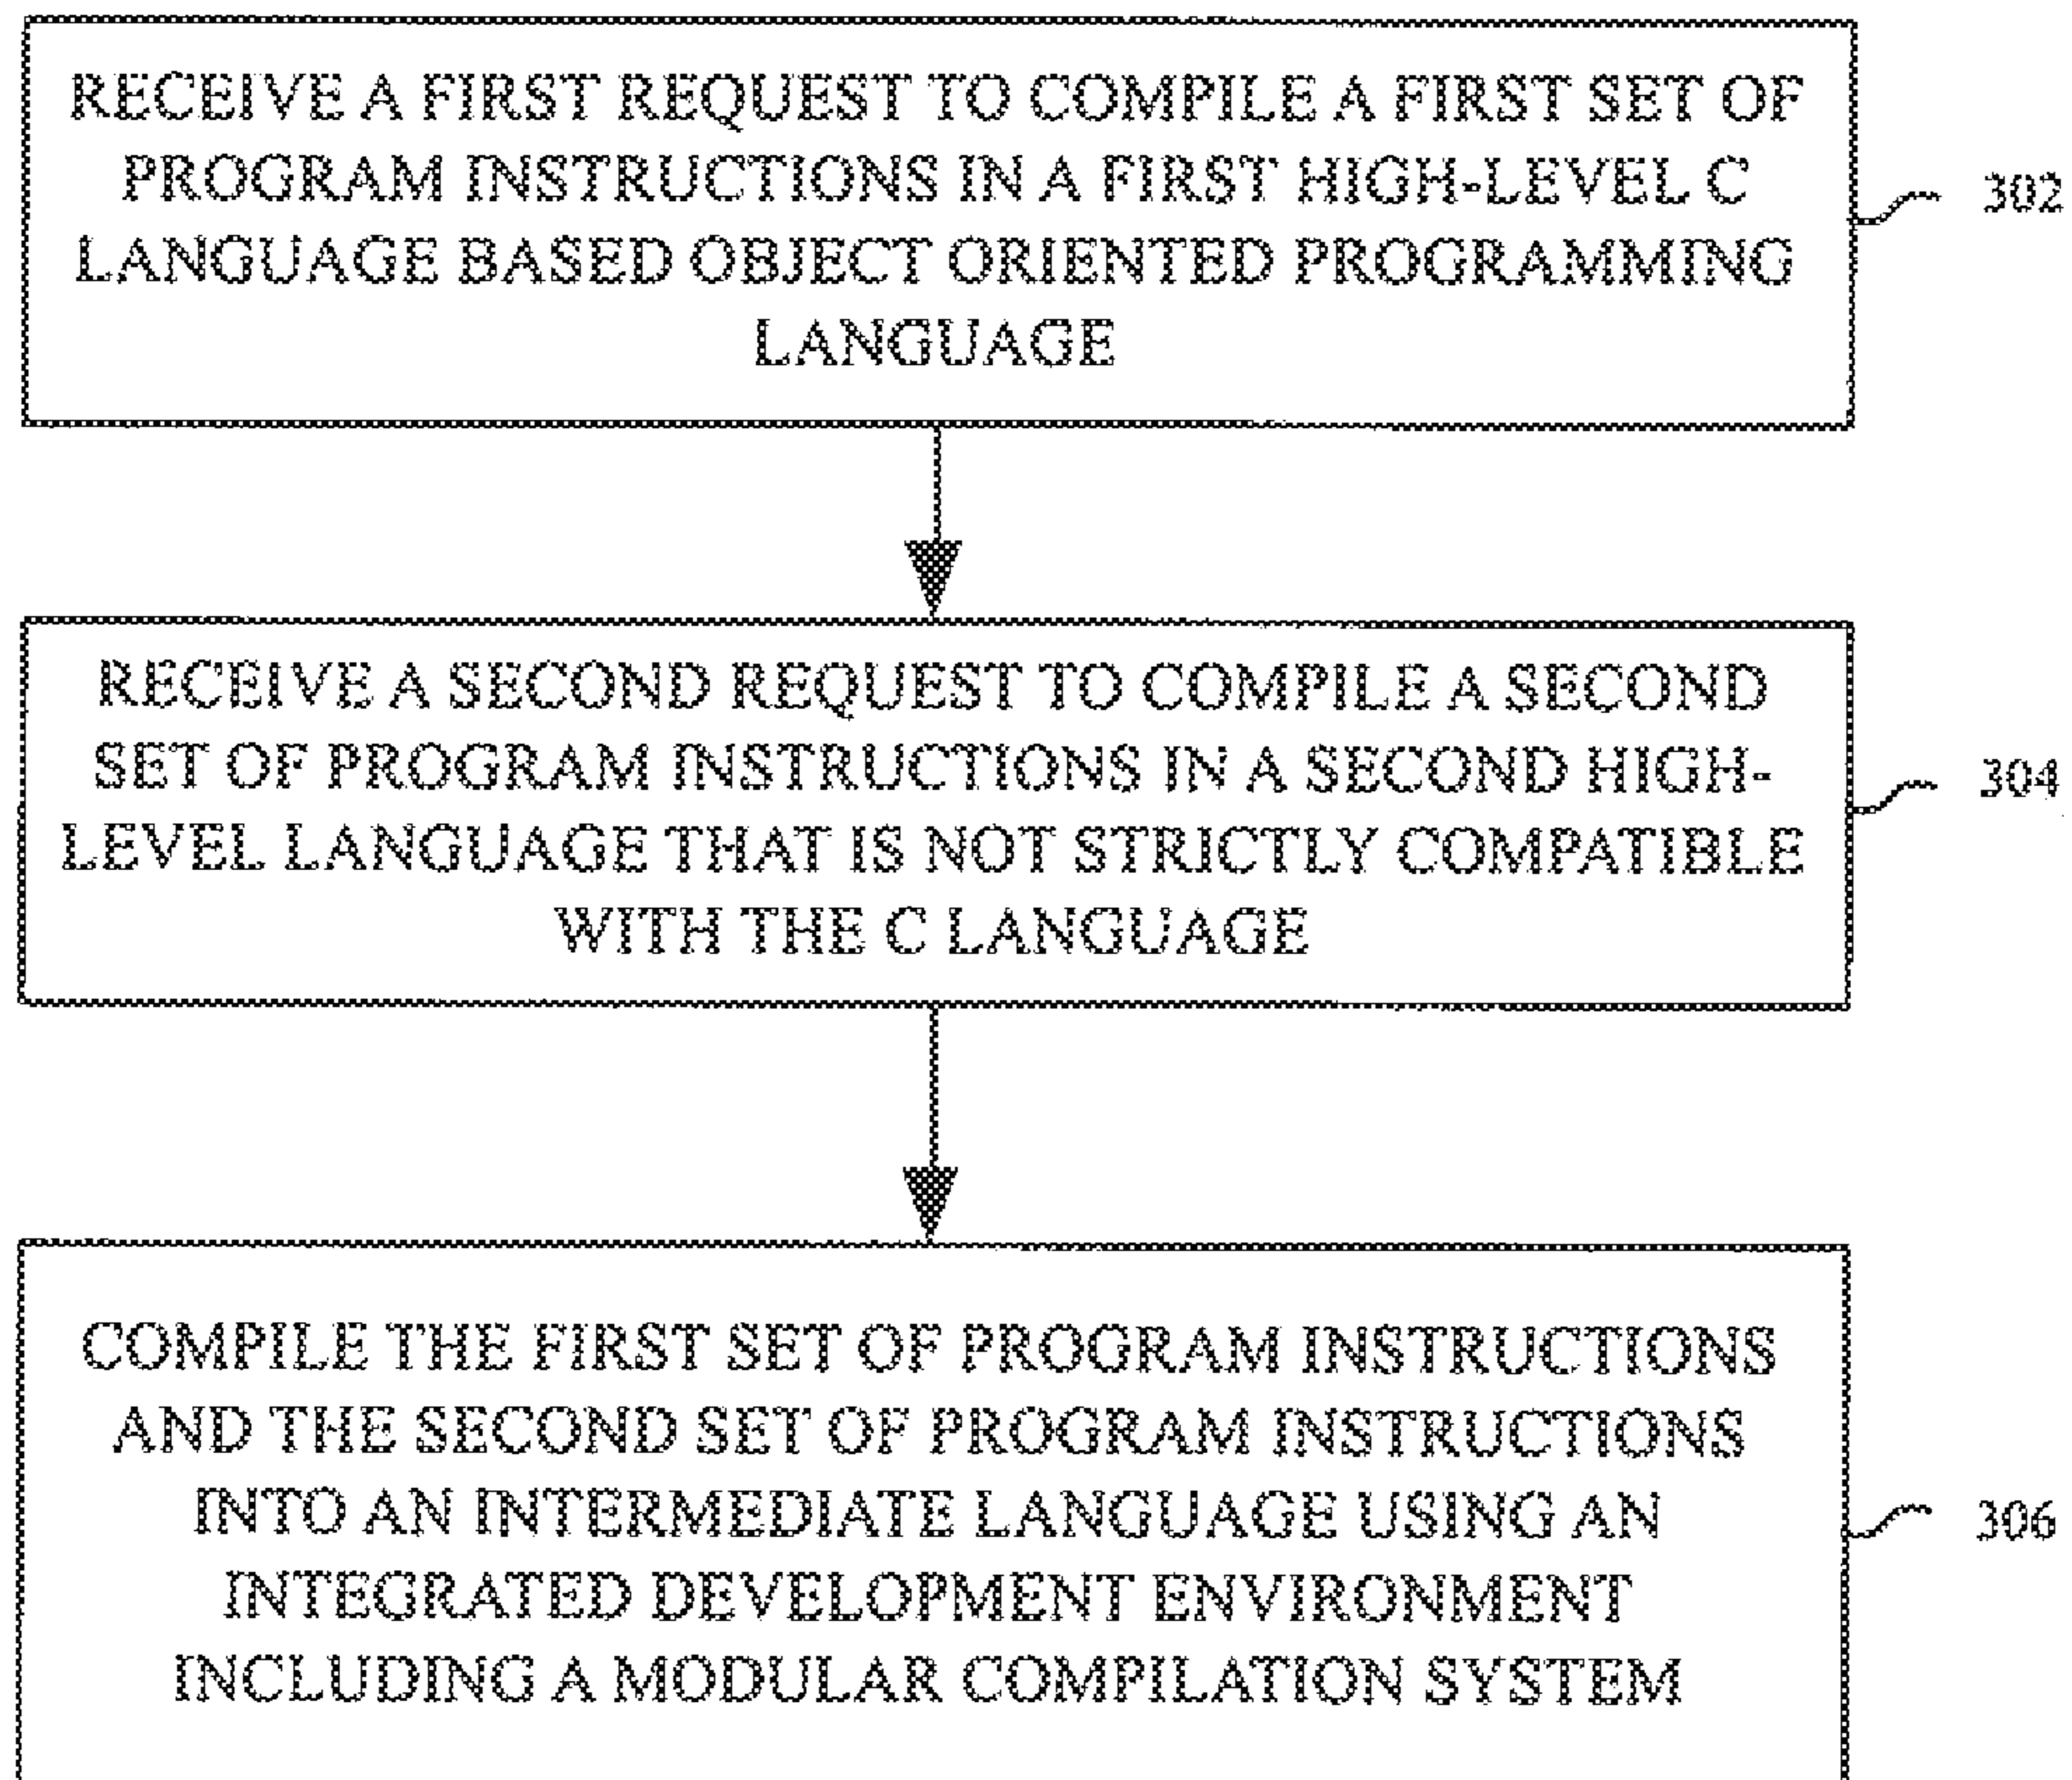 RECEIVE A FIRST REQUEST TO COMPILE A FIRST SET OF
PROGRAM INSTRUCTIONS IN A FIRST HIGH-LEVEL C
LANGUAGE BASED OBJECT ORIENTED PROGRAMMING
LANGUAGE
302
RECEIVE A SECOND REQUEST TO COMPILE A SECOND
SET OF PROGRAM INSTRUCTIONS IN A SECOND HIGH-
LEVEL LANGUAGE THAT IS NOT STRICTLY COMPATIBLE
WITH THE C LANGUAGE
304
COMPILE THE FIRST SET OF PROGRAM INSTRUCTIONS
AND THE SECOND SET OF PROGRAM INSTRUCTIONS
INTO AN INTERMEDIATE LANGUAGE USING AN
INTEGRATED DEVELOPMENT ENVIRONMENT
INCLUDING A MODULAR COMPILATION SYSTEM
306